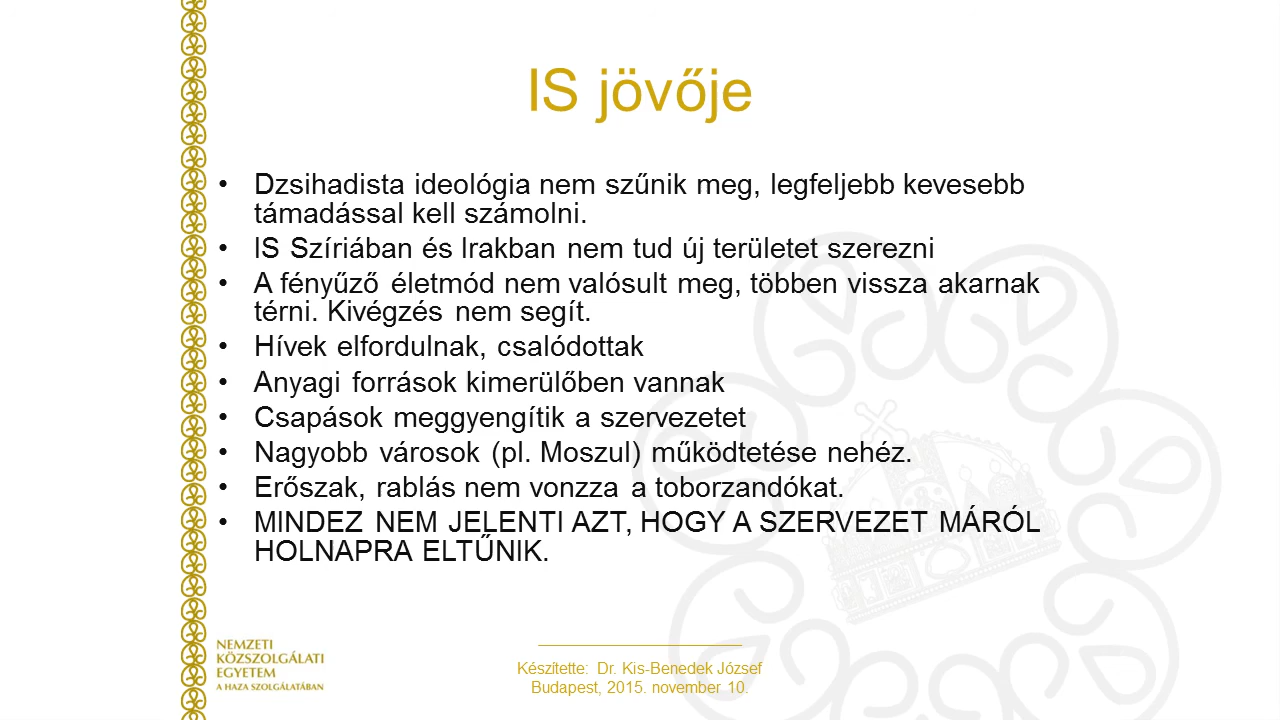 IS jövője
• Dzsihadista ideológia nem szűnik meg, legfeljebb kevesebb
támadással kell számolni.
• IS Szíriában és Irakban nem tud új területet szerezni
• A fényűző életmód nem valósult meg, többen vissza akarnak
térni. Kivégzés nem segít.
• Hívek elfordulnak, csalódottak
• Anyagi források kimerülőben vannak
• Csapások meggyengítik a szervezetet
• Nagyobb városok (pl. Moszul) működtetése nehéz.
• Erőszak, rablás nem vonzza a toborzandókat.
• MINDEZ NEM JELENTI AZT, HOGY A SZERVEZET MÁRÓL
HOLNAPRA ELTŰNIK.
NEMZETI
KÖZSZOLGÁLATI
EGYETEM
A HAZA SZOLGÁLATÁBAN
Készítette: Dr. Kis-Benedek József
Budapest, 2015. november 10.